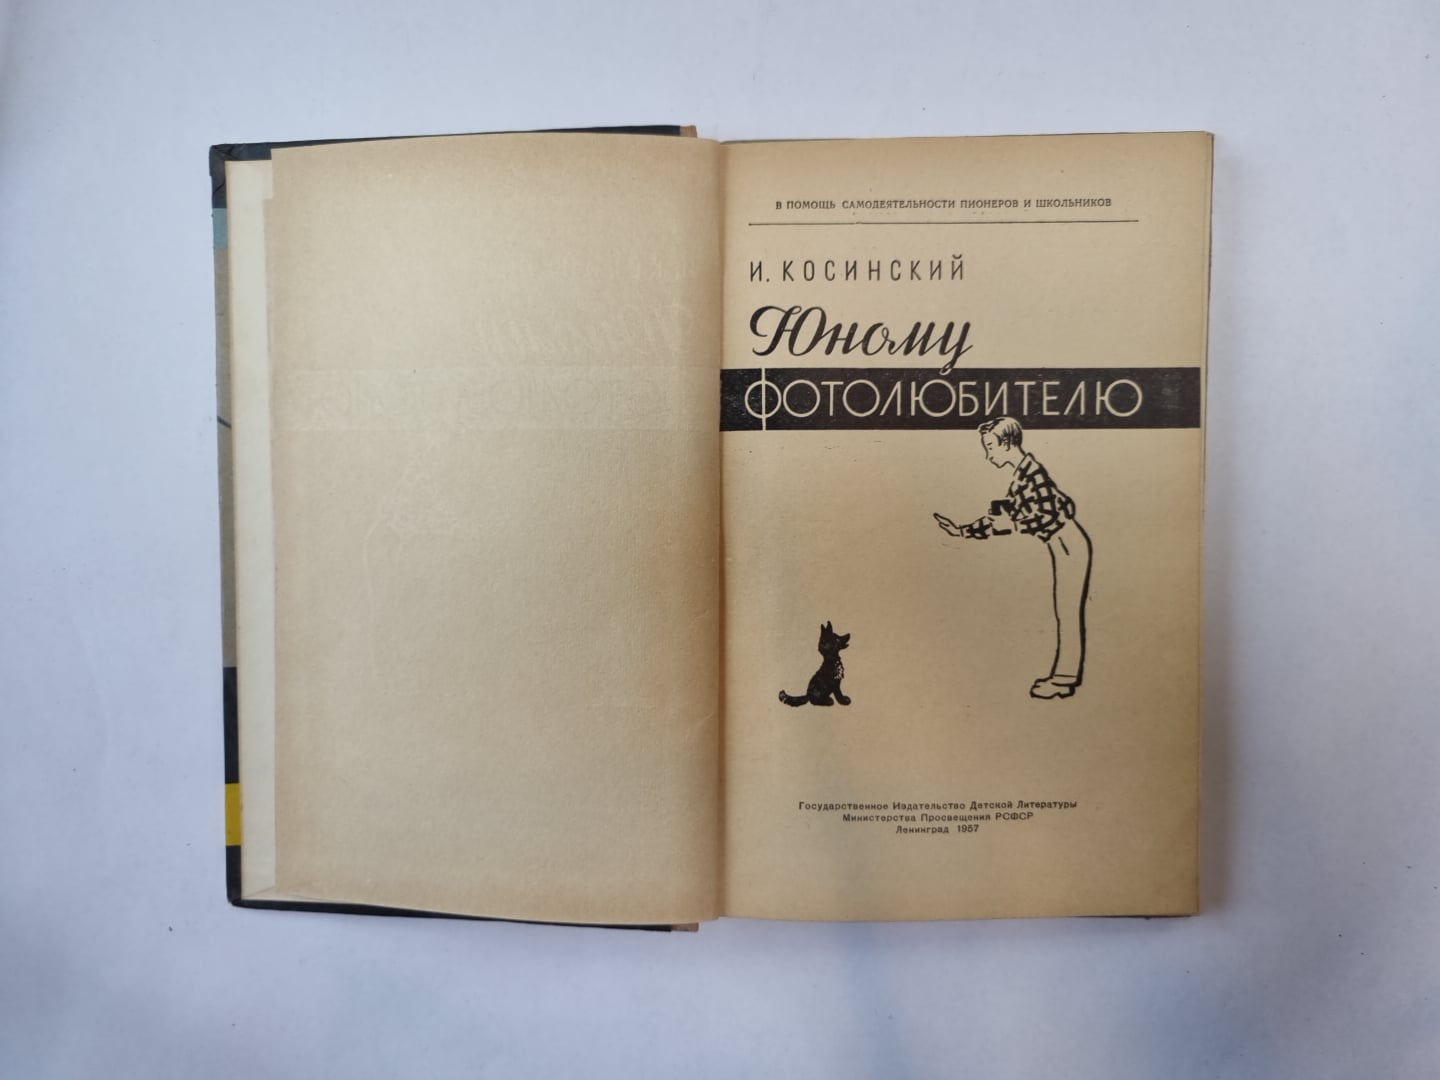 В ПОМОЩЬ САМОДЕЯТЕЛЬНОСТИ ПИОНЕРОВ И ШКОЛЬНИКОВ
И. КОСИНСКИЙ
Юному
ФОТОЛЮБИТЕЛЮ
Государственное Издательство Детской Литературы
Министерства Просвещения РСФСР
Ленинград 1957